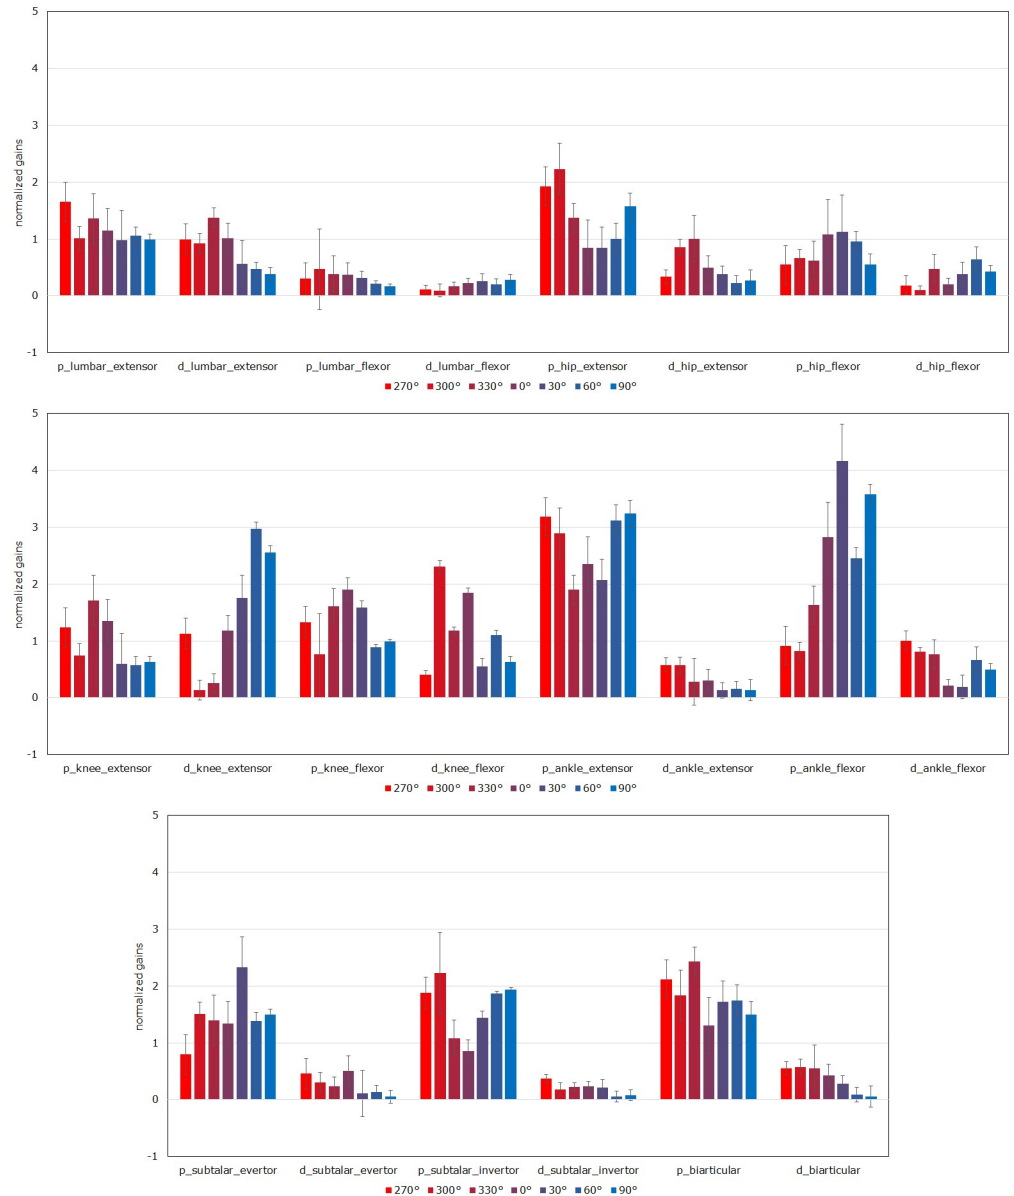 5
4
3
2
1
0
-1
normalized gains
p_lumbar_extensor d_lumbar_extensor p_lumbar_flexor d_lumbar_flexor p_hip_extensor d_hip_extensor p_hip_flexor d_hip_flexor
270° 300° 330° 0° 30° 60° 90°
5
4
3
2
1
0
-1
normalized gains
p_knee_extensor d_knee_extensor p_knee_flexor d_knee_flexor p_ankle_extensor d_ankle_extensor p_ankle_flexor d_ankle_flexor
270° 300° 330° 0° 30° 60° 90°
5
4
3
2
1
0
-1
normalized gains
p_subtalar_evertor d_subtalar_evertor p_subtalar_invertor d_subtalar_invertor p_biarticular d_biarticular
270° 300° 330° 0° 30° 60° 90°